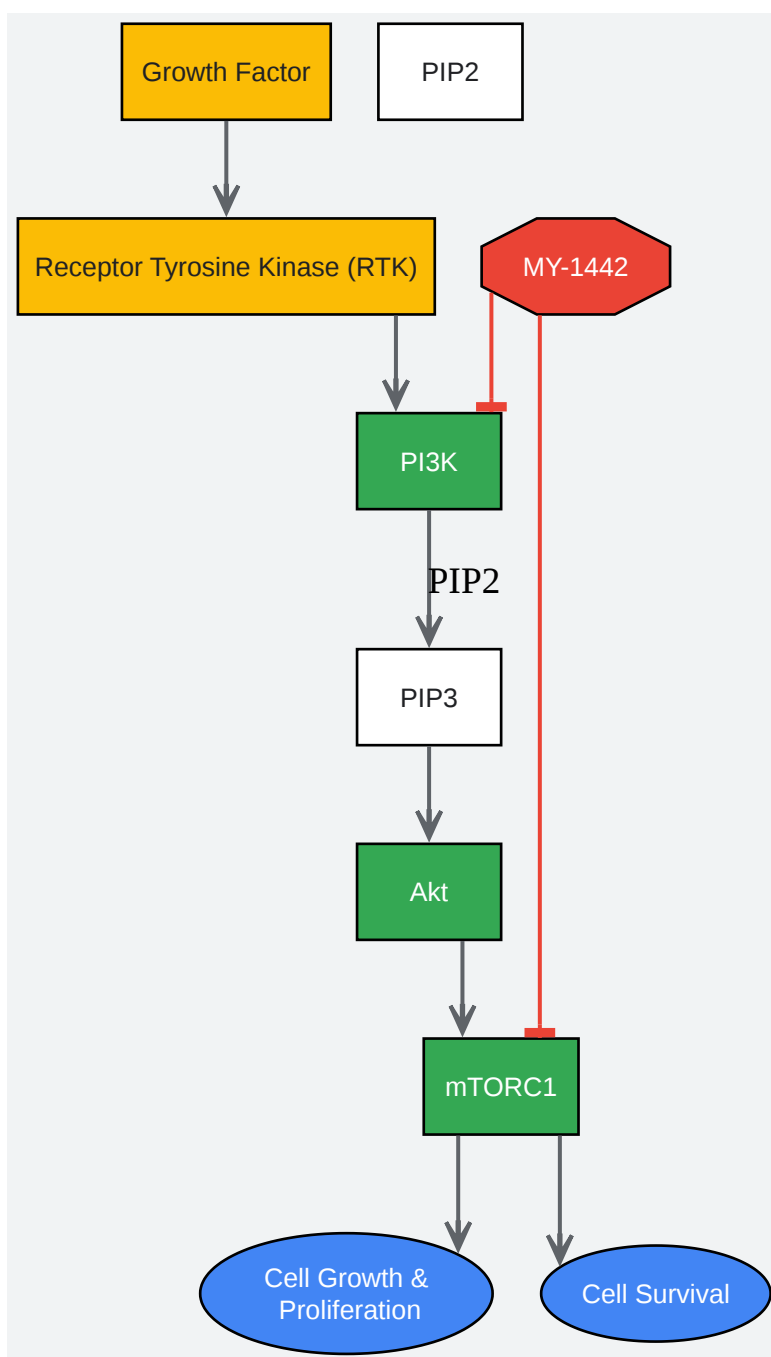 Growth Factor
PIP2
Receptor Tyrosine Kinase (RTK)
MY-1442
PI3K
PIP2
PIP3
Akt
mTORC1
Cell Growth &
Proliferation
Cell Survival